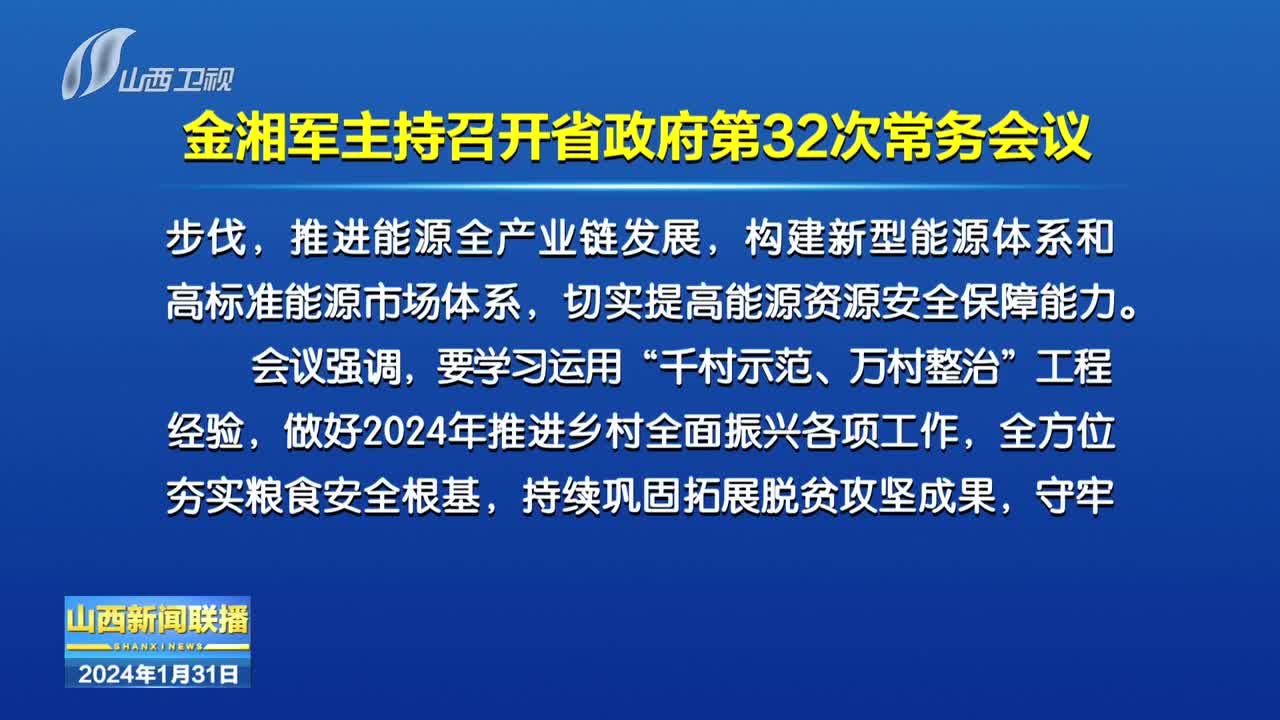 山西卫视
金湘军主持召开省政府第32次常务会议
步伐，推进能源全产业链发展，构建新型能源体系和
高标准能源市场体系，切实提高能源资源安全保障能力。
会议强调，要学习运用“千村示范、万村整治”工程
经验，做好2024年推进乡村全面振兴各项工作，全方位
夯实粮食安全根基，持续巩固拓展脱贫攻坚成果，守牢
山西新闻联播
SHANXI NEWS
2024年1月31日